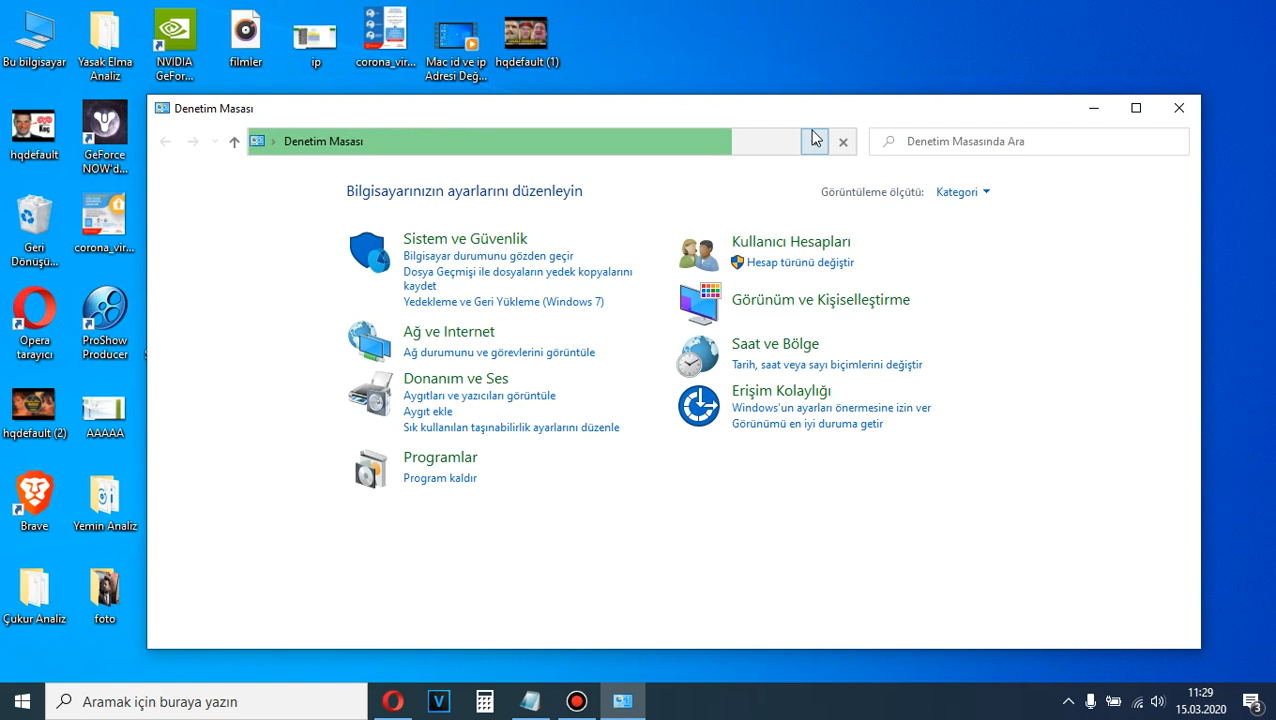 Bu bilgisayar
Yasak Elma
Analiz
NVIDIA
GeFor...
filmler
ip
corona_vir...
Mac id ve ip
Adresi Değ...
hqdefault (1)
hqdefault
GeForce
NOW'd...
Geri
Dönüşü...
corona_vir...
Opera
tarayıcı
ProShow
Producer
hqdefault (2)
AAAAA
Brave
Yemin Analiz
Çukur Analiz
foto
Denetim Masası
Denetim Masası
Denetim Masasında Ara
Bilgisayarınızın ayarlarını düzenleyin
Görüntüleme ölçütü:
Kategori
Sistem ve Güvenlik
Bilgisayar durumunu gözden geçir
Dosya Geçmişi ile dosyaların yedek kopyalarını
kaydet
Yedekleme ve Geri Yükleme (Windows 7)
Ağ ve Internet
Ağ durumunu ve görevlerini görüntüle
Donanım ve Ses
Aygıtları ve yazıcıları görüntüle
Aygıt ekle
Sık kullanılan taşınabilirlik ayarlarını düzenle
Programlar
Program kaldır
Kullanıcı Hesapları
Hesap türünü değiştir
Görünüm ve Kişiselleştirme
Saat ve Bölge
Tarih, saat veya sayı biçimlerini değiştir
Erişim Kolaylığı
Windows'un ayarları önermesine izin ver
Görünümü en iyi duruma getir
Aramak için buraya yazın
11:29
15.03.2020
3